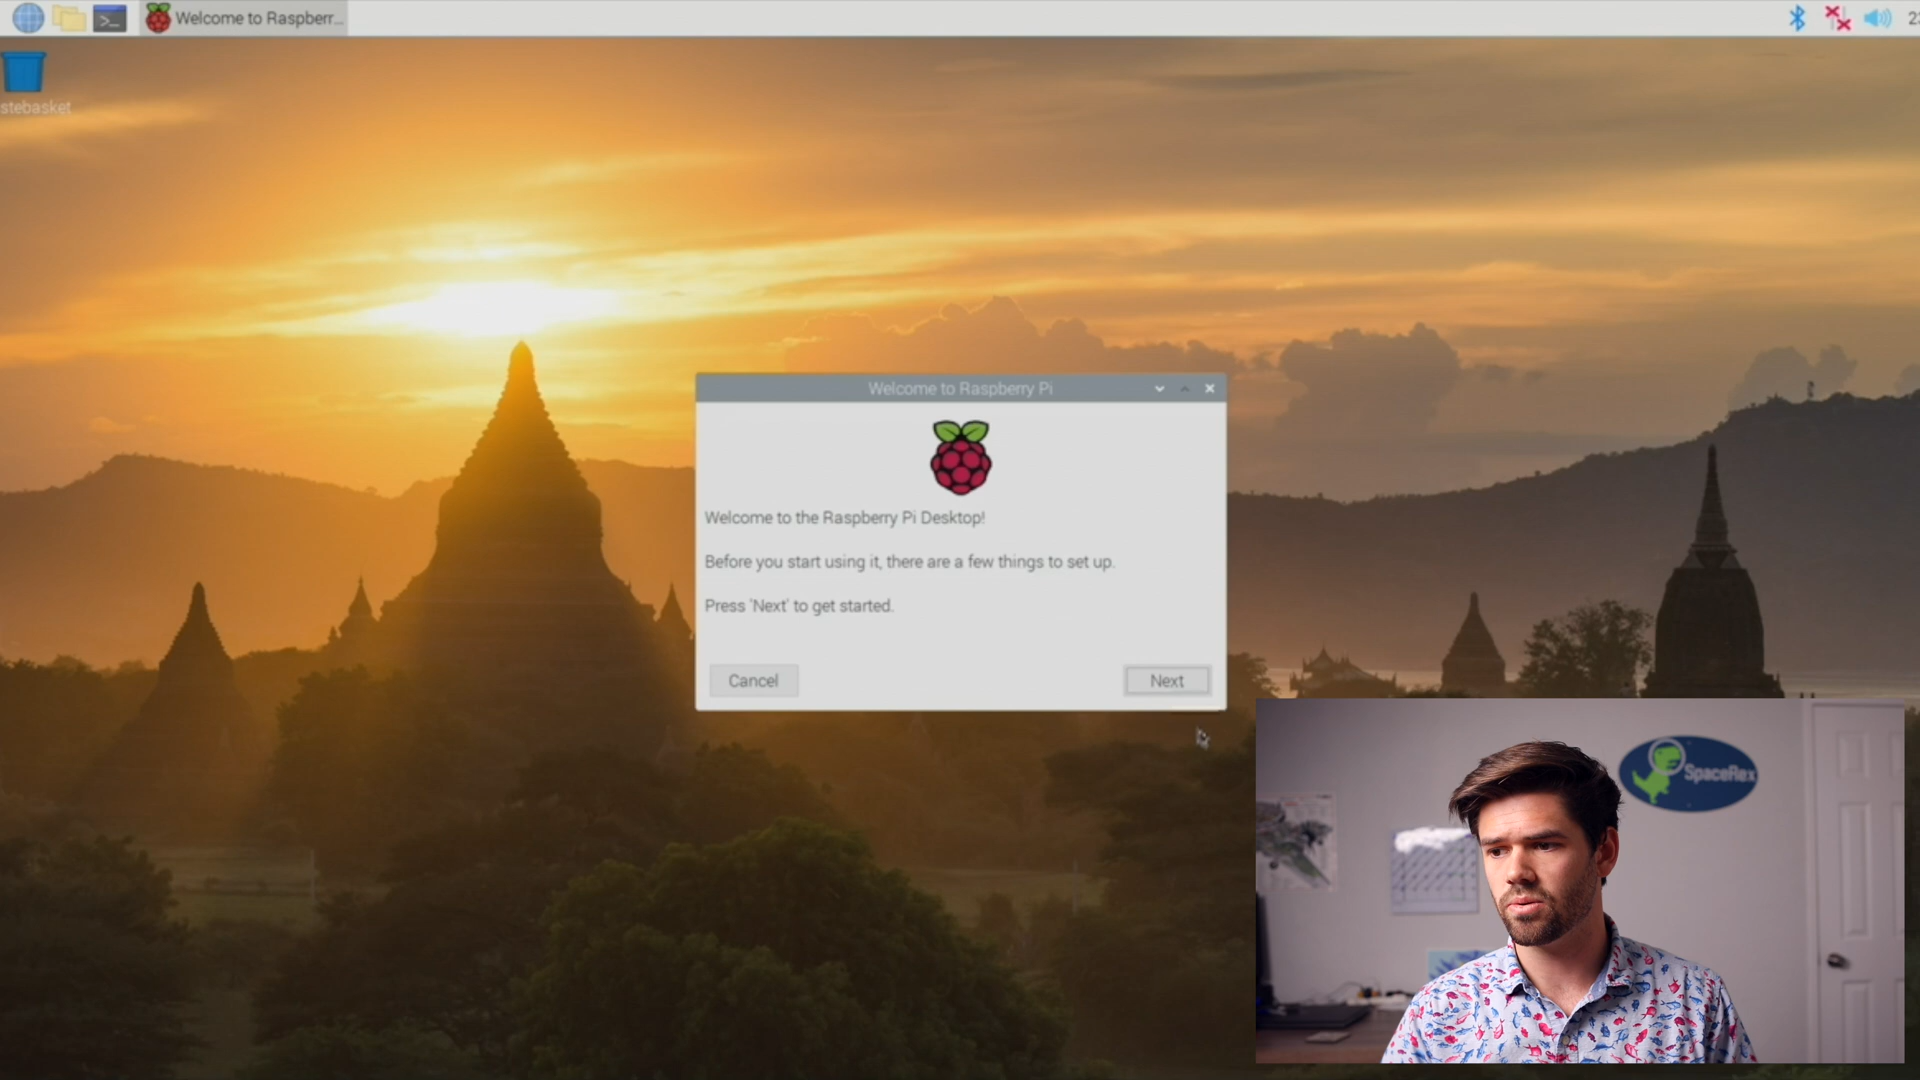 Welcome to Raspberr...
stebasket
Welcome to Raspberry Pi
Welcome to the Raspberry Pi Desktop!
Before you start using it, there are a few things to set up.
Press 'Next' to get started.
Cancel
Next
SpaceRex